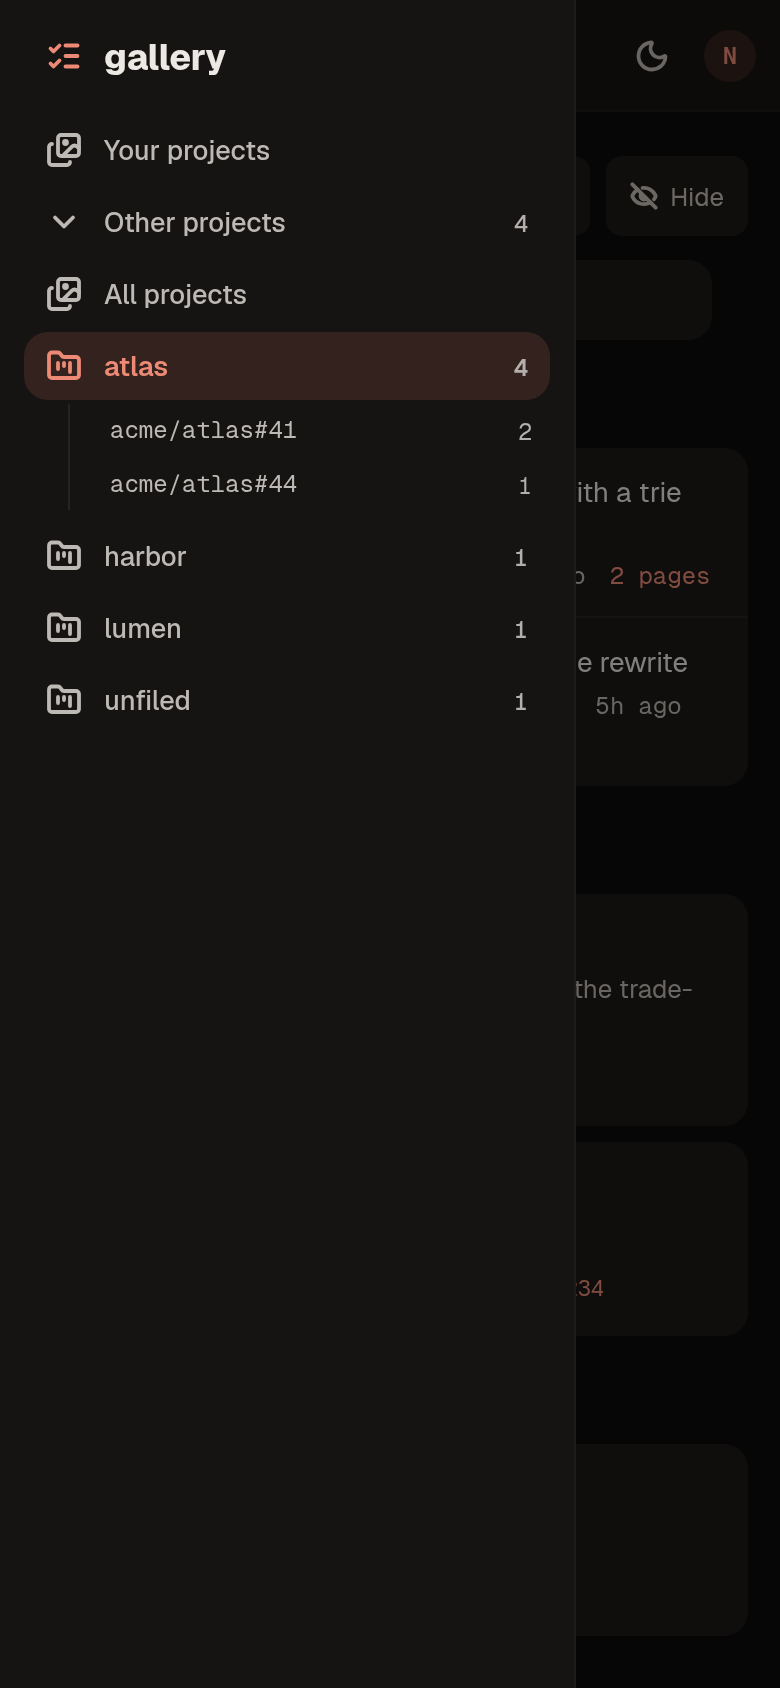 gallery
N
Your projects
Hide
Other projects 4
All projects
atlas 4
acme/atlas#41 2
ith a trie
acme/atlas#44 1
harbor 1
2 pages
lumen 1
e rewrite
unfiled 1
5h ago
the trade-
234